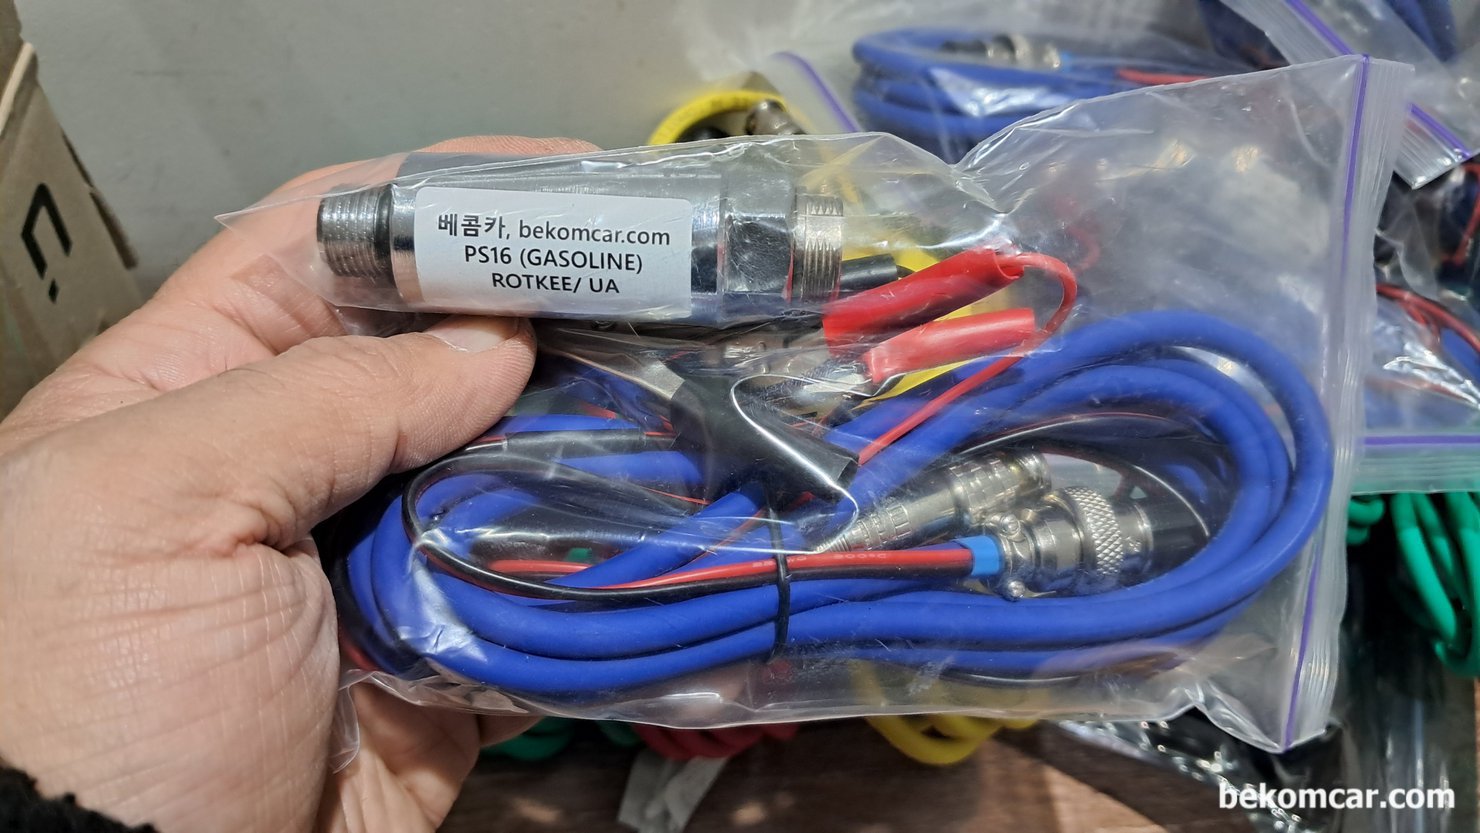 베콤카, bekomcar.com
PS16 (GASOLINE)
ROTKEE/ UA
bekomcar.com